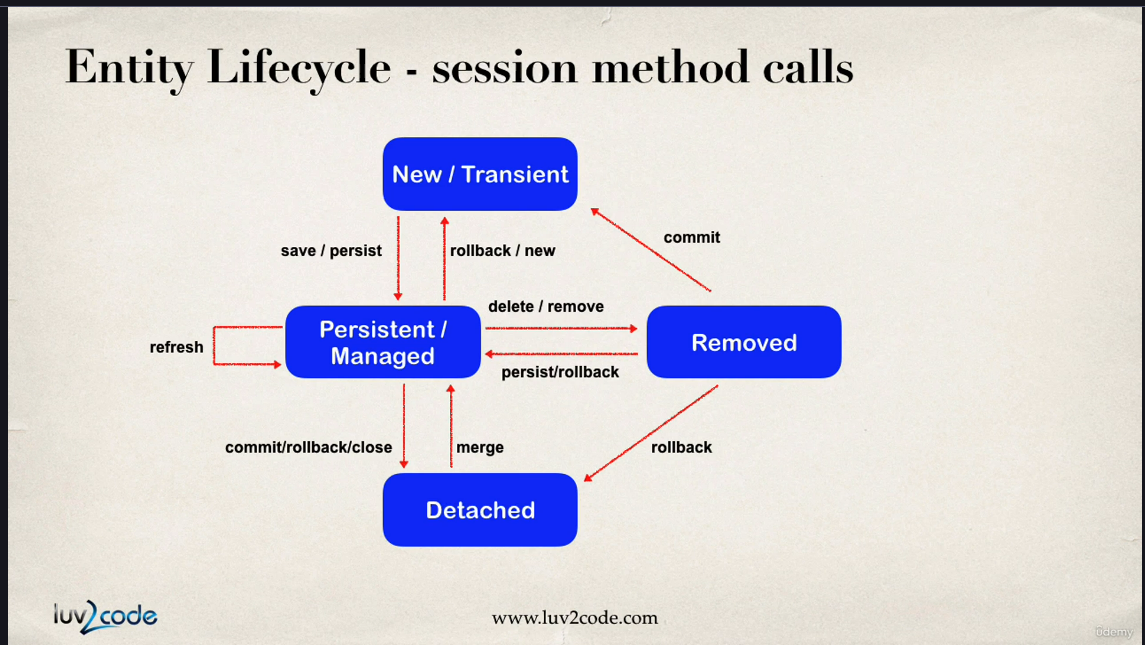 Entity Lifecycle - session method calls
New / Transient
commit
save / persist
rollback / new
delete / remove
Persistent /
Managed
Removed
refresh
persist/rollback
commit/rollback/close
merge
rollback
Detached
luv2code
www.luv2code.com
ûdemy